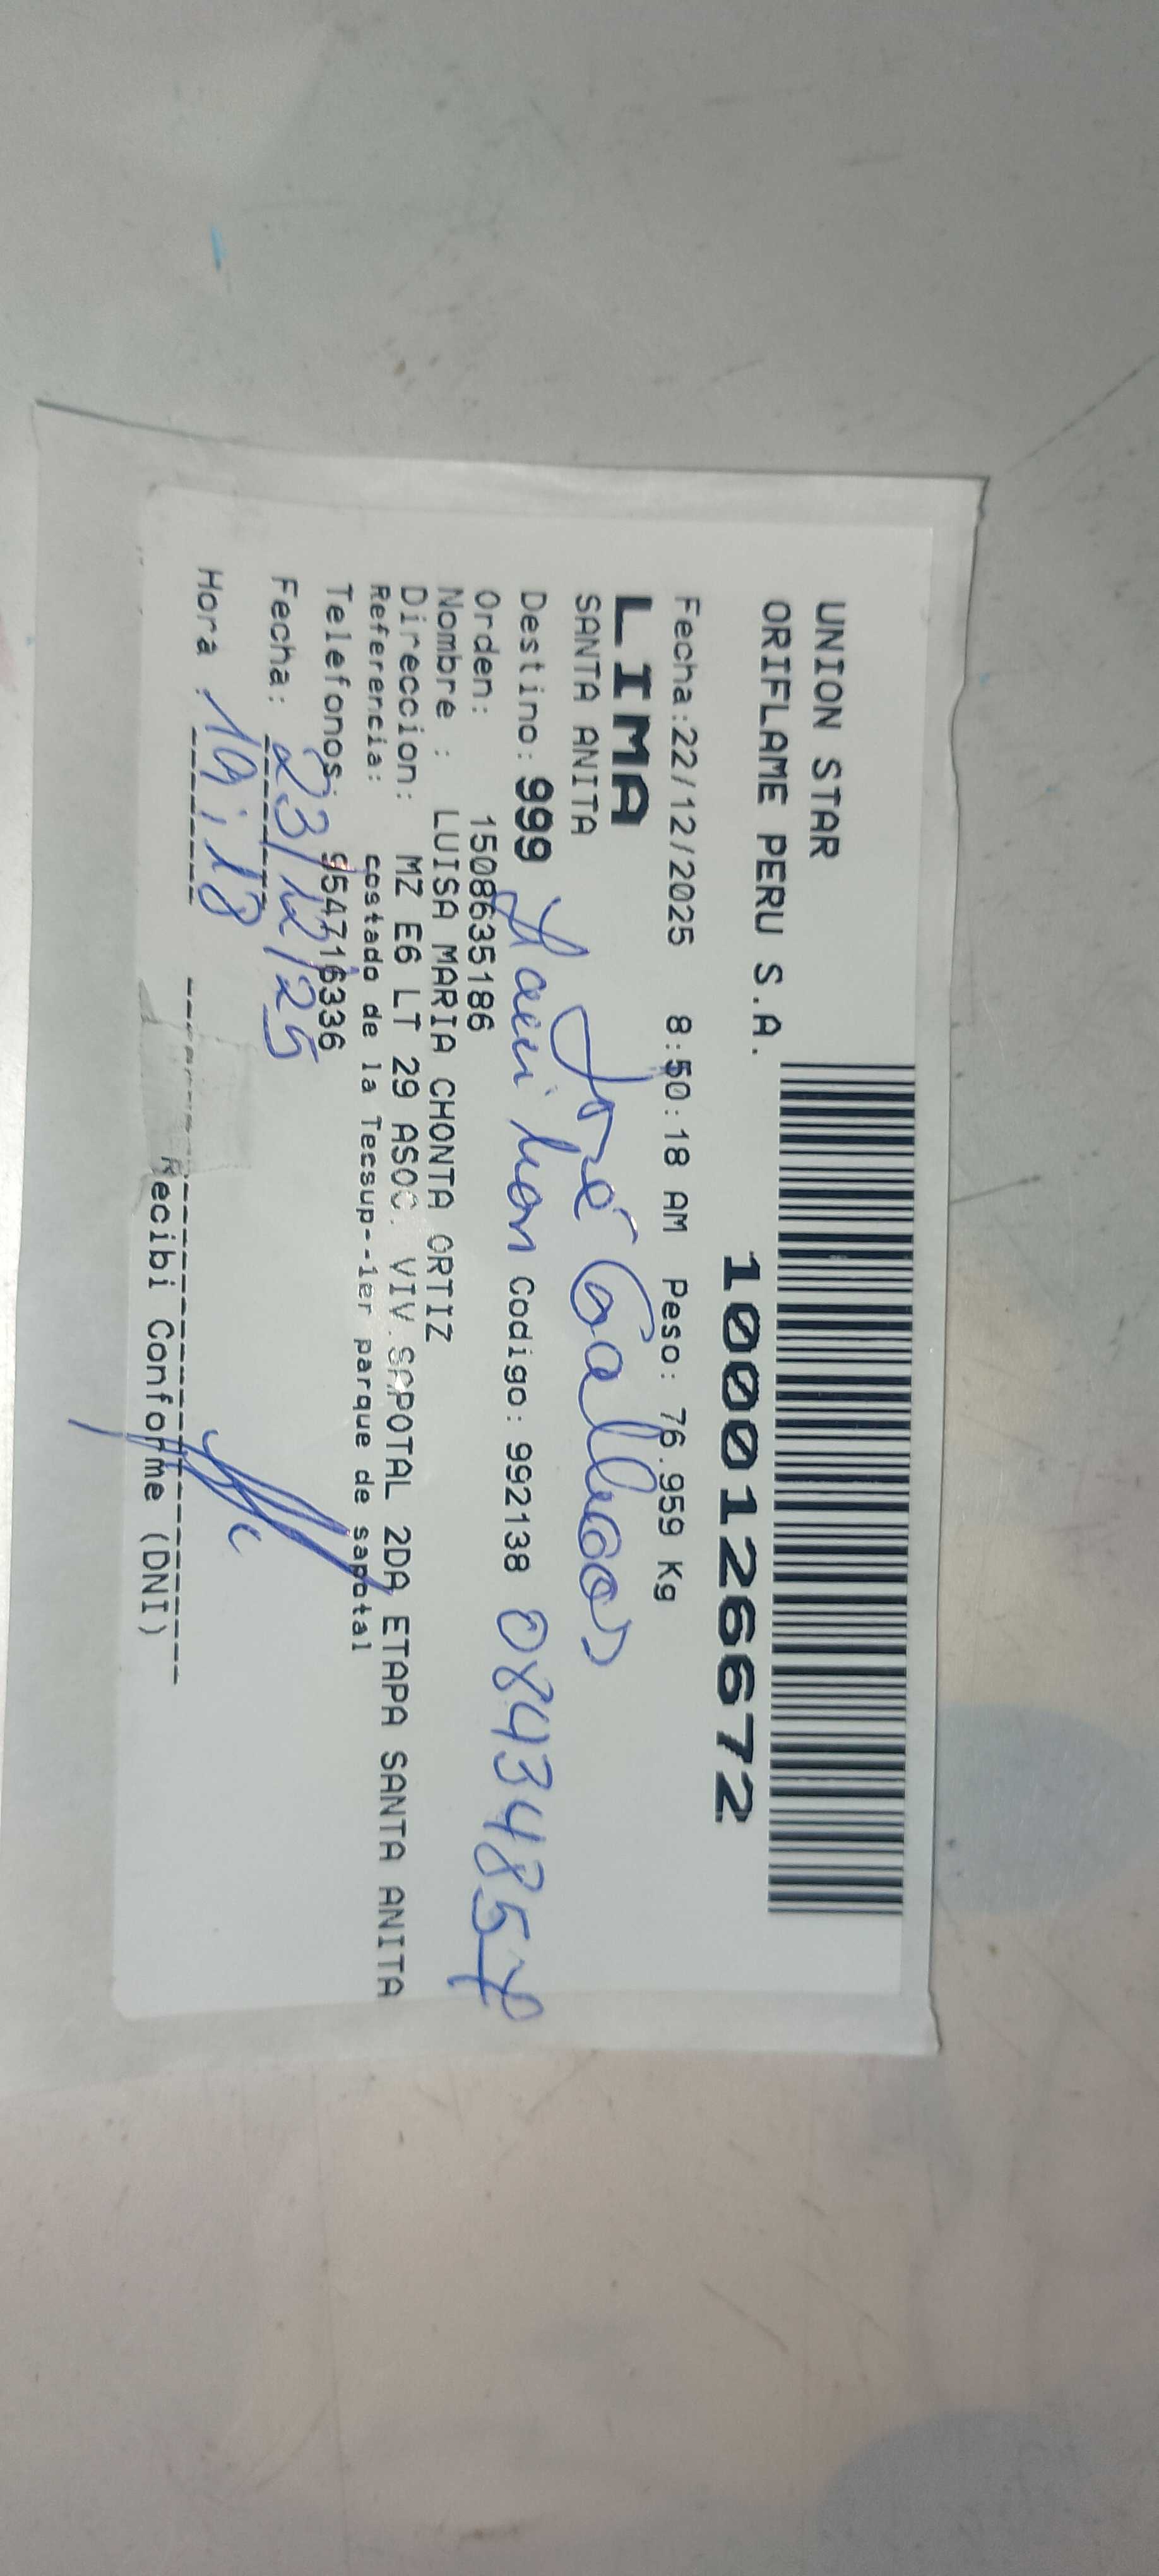 UNION STAR
ORIFLAME PERU S.A.
1000126672
Fecha:22/12/2025 8:50:18 AM Peso: 76.959 Kg
LIMA
SANTA ANITA
José Gallegos
Destino: 999 Codigo: 992138 08434857
Orden: 1508635186
Nombre : LUISA MARIA CHONTA ORTIZ
Direccion: MZ E6 LT 29 ASOC. VIV.SAPOTAL 2DA ETAPA SANTA ANITA
Referencia: costado de la Tecsup--1er parque de sapotal
Telefonos: 954716336
Fecha: 23/12/25
Hora :
Recibi Conforme (DNI)